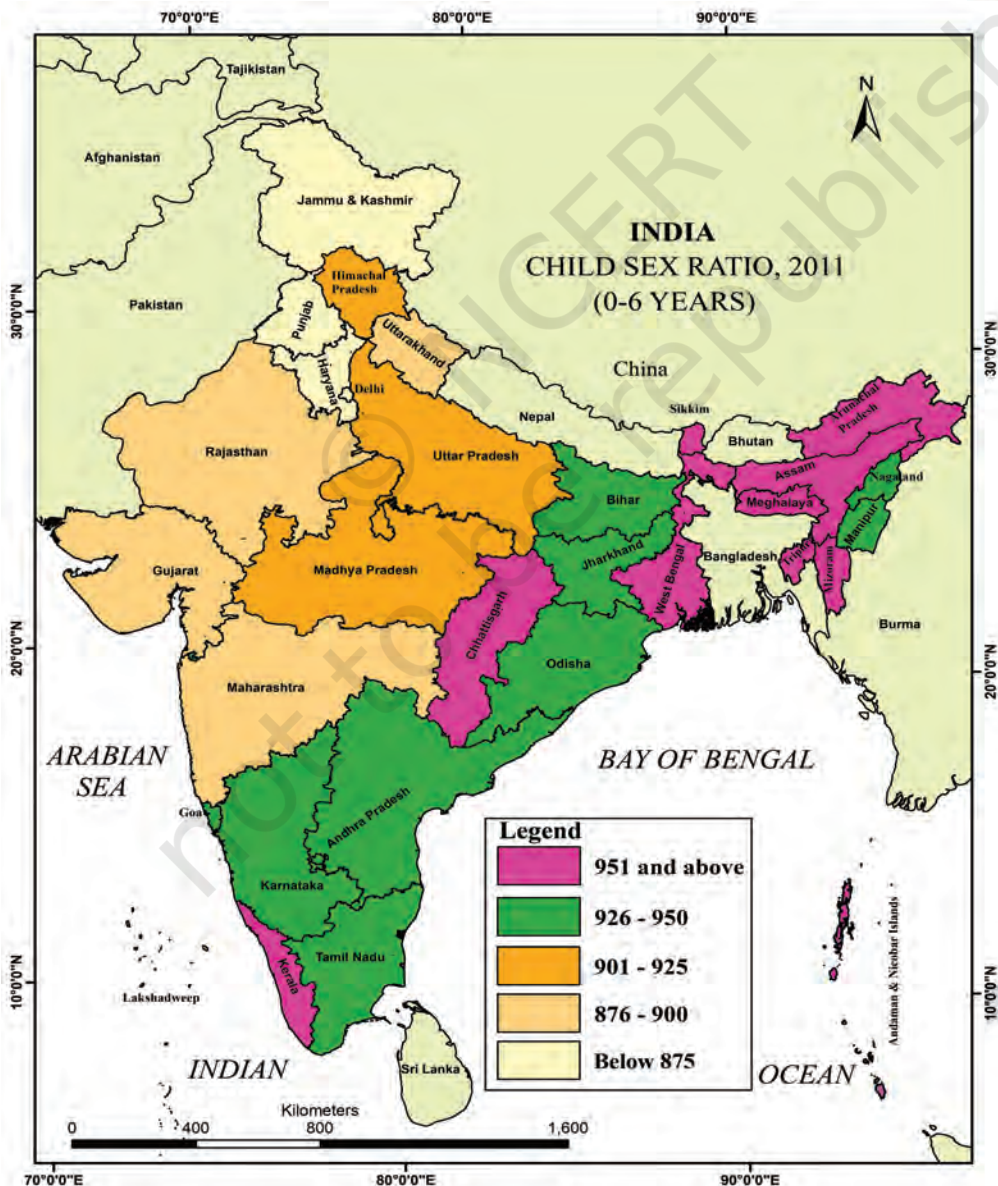 70°0'0"E
80°0'0"E
90°0'0"E
Tajikistan
N
Afghanistan
Jammu & Kashmir
INDIA
CHILD SEX RATIO, 2011
(0-6 YEARS)
Himachal
Pradesh
Pakistan
Punjab
30°0'0"N
30°0'0"N
Uttarakhand
Haryana
Delhi
China
Nepal
Sikkim
Arunachal
Pradesh
Bhutan
Rajasthan
Uttar Pradesh
Assam
Nagaland
Bihar
Meghalaya
Manipur
Jharkhand
West Bengal
Bangladesh
Mizoram
Gujarat
Madhya Pradesh
Chhattisgarh
Burma
20°0'0"N
20°0'0"N
Odisha
Maharashtra
ARABIAN
SEA
BAY OF BENGAL
Goa
Andhra Pradesh
Karnataka
Legend
951 and above
926 - 950
901 - 925
876 - 900
Below 875
Tamil Nadu
Kerala
Lakshadweep
Andaman & Nicobar Islands
10°0'0"N
10°0'0"N
INDIAN
Sri Lanka
OCEAN
Kilometers
0 400 800 1,600
70°0'0"E
80°0'0"E
90°0'0"E
© NCERT
not to be republish